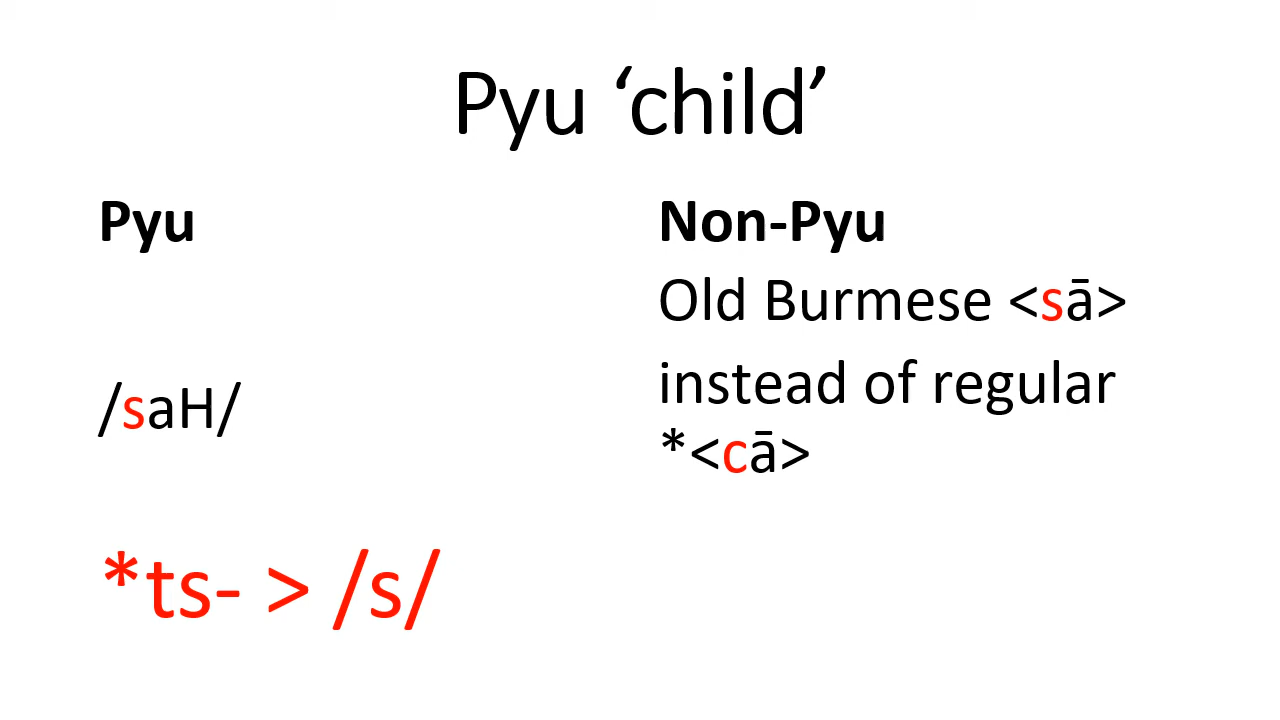 Pyu ‘child’
Pyu
/saH/
*ts- > /s/
Non-Pyu
Old Burmese <sā>
instead of regular
*<cā>